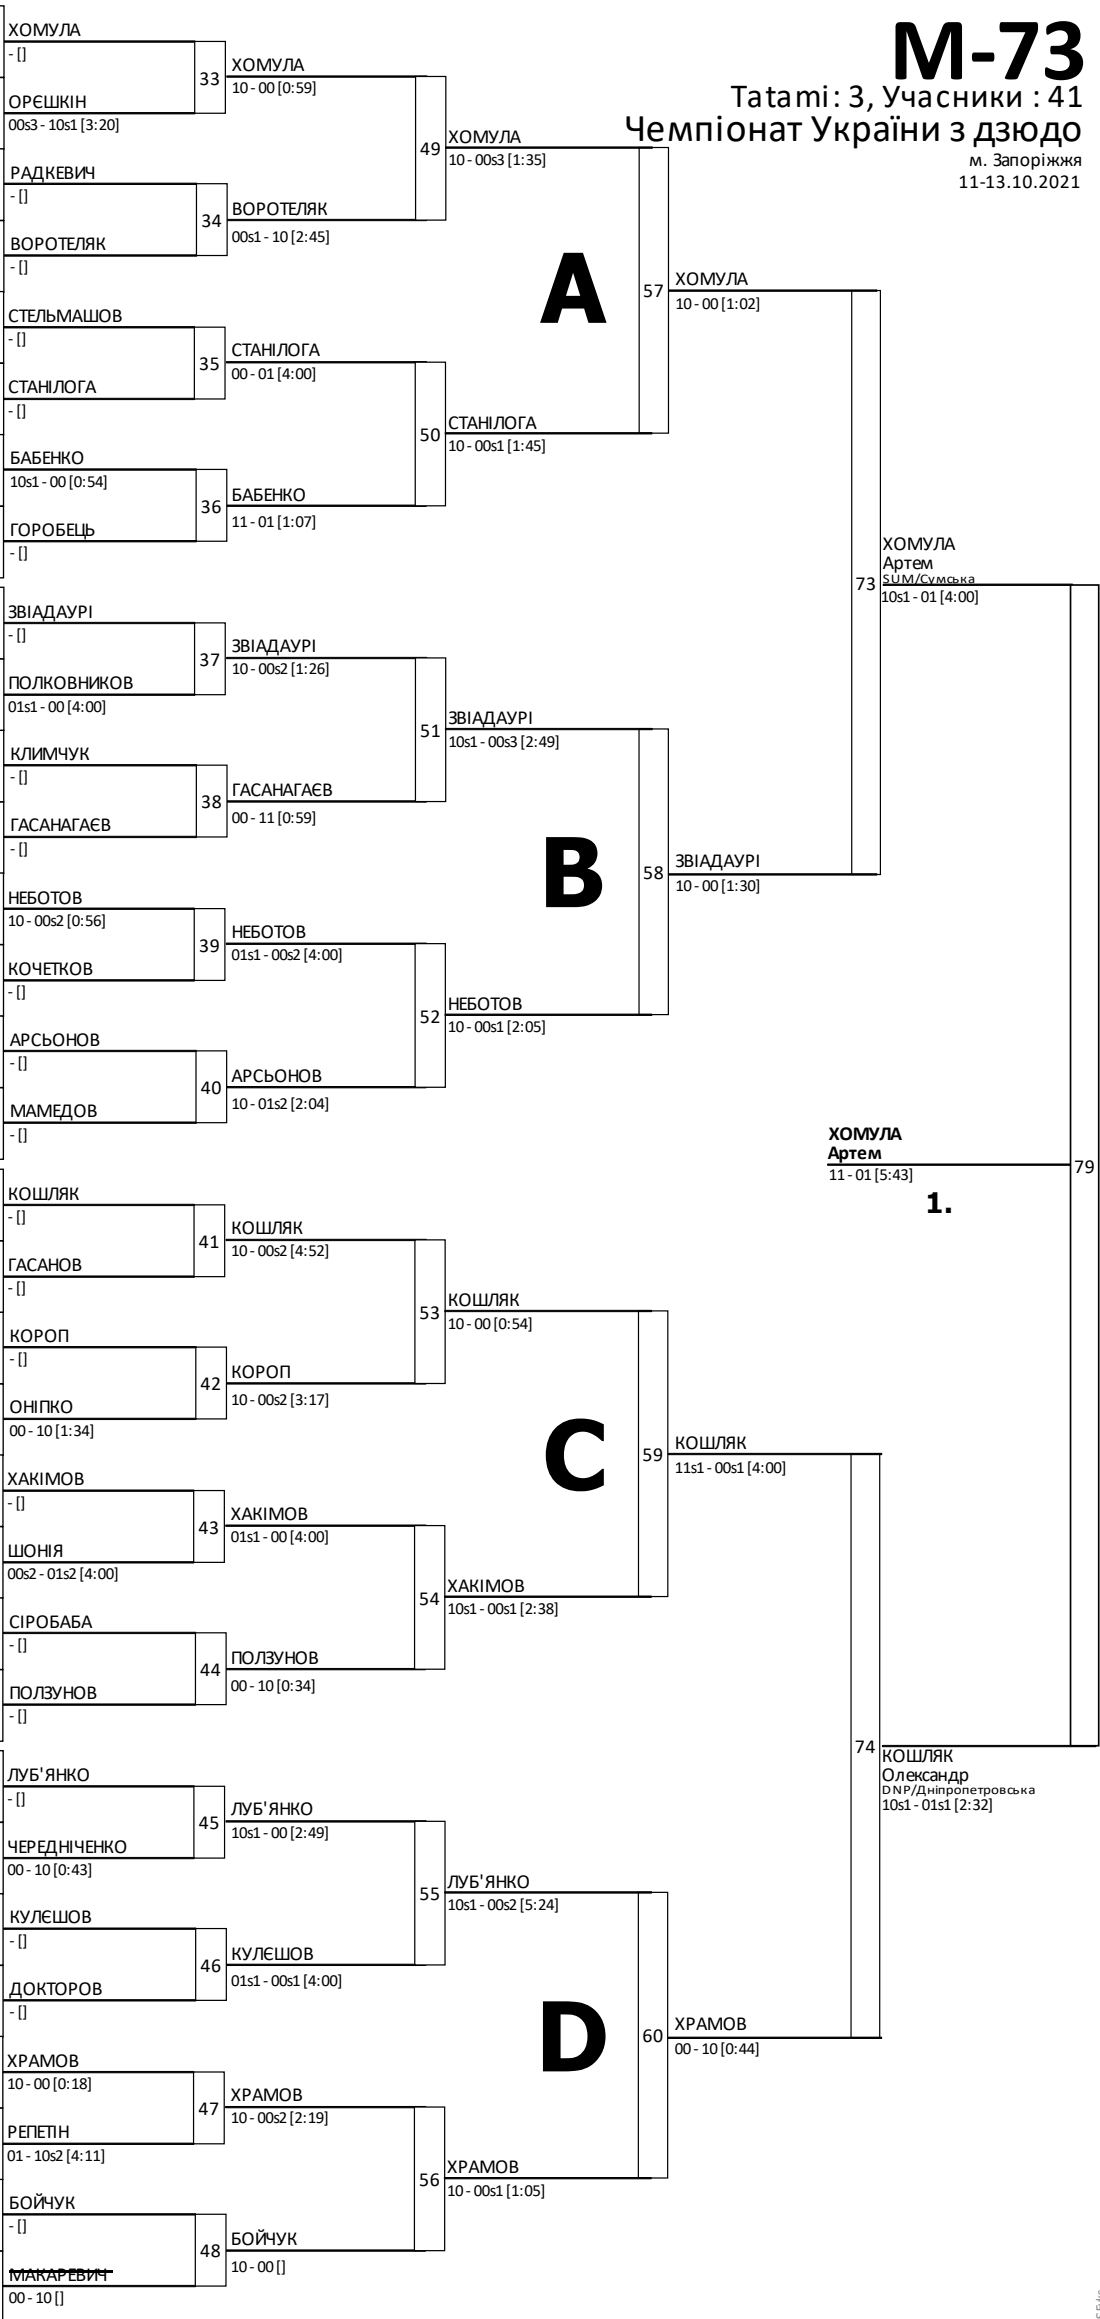 M-73
Tatami: 3, Учасники : 41
Чемпіонат України з дзюдо
м. Запоріжжя
11-13.10.2021
ХОМУЛА
- []
33
ОРЄШКІН
00s3 - 10s1 [3:20]
ХОМУЛА
10 - 00 [0:59]
РАДКЕВИЧ
- []
34
ВОРОТЕЛЯК
- []
ВОРОТЕЛЯК
00s1 - 10 [2:45]
49
ХОМУЛА
10 - 00s3 [1:35]
СТЕЛЬМАШОВ
- []
35
СТАНІЛОГА
- []
СТАНІЛОГА
00 - 01 [4:00]
БАБЕНКО
10s1 - 00 [0:54]
36
ГОРОБЕЦЬ
- []
БАБЕНКО
11 - 01 [1:07]
50
СТАНІЛОГА
10 - 00s1 [1:45]
A
57
ХОМУЛА
10 - 00 [1:02]
ЗВІАДАУРІ
- []
37
ПОЛКОВНИКОВ
01s1 - 00 [4:00]
ЗВІАДАУРІ
10 - 00s2 [1:26]
КЛИМЧУК
- []
38
ГАСАНАГАЄВ
- []
ГАСАНАГАЄВ
00 - 11 [0:59]
51
ЗВІАДАУРІ
10s1 - 00s3 [2:49]
НЕБОТОВ
10 - 00s2 [0:56]
39
КОЧЕТКОВ
- []
НЕБОТОВ
01s1 - 00s2 [4:00]
АРСЬОНОВ
- []
40
МАМЕДОВ
- []
АРСЬОНОВ
10 - 01s2 [2:04]
52
НЕБОТОВ
10 - 00s1 [2:05]
B
58
ЗВІАДАУРІ
10 - 00 [1:30]
73
ХОМУЛА
Артем
SUM/Сумська
10s1 - 01 [4:00]
КОШЛЯК
- []
41
ГАСАНОВ
- []
КОШЛЯК
10 - 00s2 [4:52]
КОРОП
- []
42
ОНІПКО
00 - 10 [1:34]
КОРОП
10 - 00s2 [3:17]
53
КОШЛЯК
10 - 00 [0:54]
ХАКІМОВ
- []
43
ШОНІЯ
00s2 - 01s2 [4:00]
ХАКІМОВ
01s1 - 00 [4:00]
СІРОБАБА
- []
44
ПОЛЗУНОВ
- []
ПОЛЗУНОВ
00 - 10 [0:34]
54
ХАКІМОВ
10s1 - 00s1 [2:38]
C
59
КОШЛЯК
11s1 - 00s1 [4:00]
ЛУБ'ЯНКО
- []
45
ЧЕРЕДНІЧЕНКО
00 - 10 [0:43]
ЛУБ'ЯНКО
10s1 - 00 [2:49]
КУЛЄШОВ
- []
46
ДОКТОРОВ
- []
КУЛЄШОВ
01s1 - 00s1 [4:00]
55
ЛУБ'ЯНКО
10s1 - 00s2 [5:24]
ХРАМОВ
10 - 00 [0:18]
47
РЕПЕТІН
01 - 10s2 [4:11]
ХРАМОВ
10 - 00s2 [2:19]
БОЙЧУК
- []
48
МАКАРЕВИЧ
00 - 10 []
БОЙЧУК
10 - 00 []
56
ХРАМОВ
10 - 00s1 [1:05]
D
60
ХРАМОВ
00 - 10 [0:44]
74
КОШЛЯК
Олександр
DNP/Дніпропетровська
10s1 - 01s1 [2:32]
ХОМУЛА
Артем
11 - 01 [5:43]
1.
79